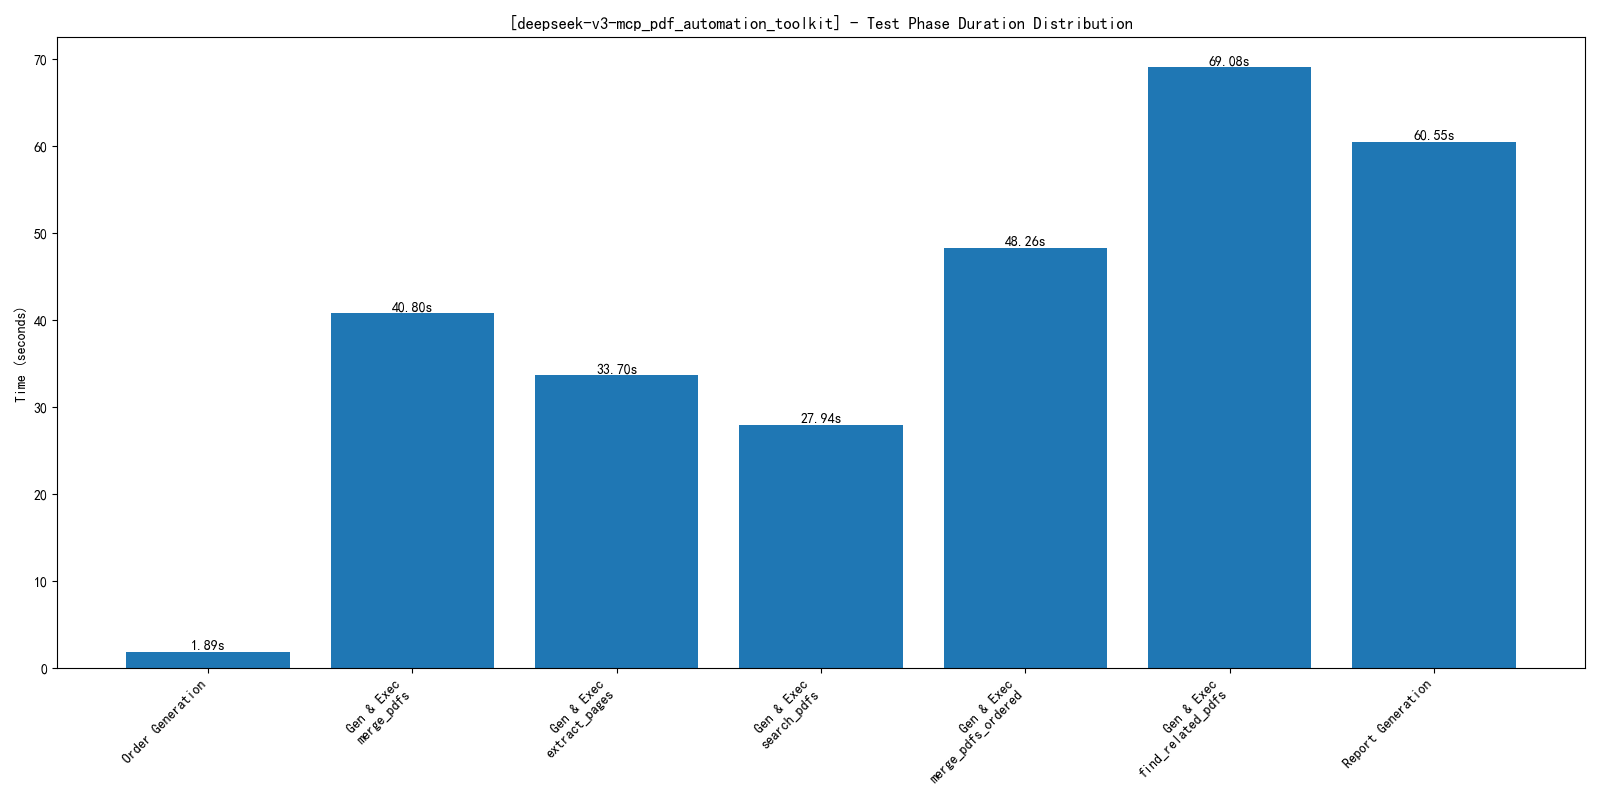 [deepseek-v3-mcp_pdf_automation_toolkit] - Test Phase Duration Distribution
Time (seconds)
70
60
50
40
30
20
10
0
1.89s
40.80s
33.70s
27.94s
48.26s
69.08s
60.55s
Order Generation
Gen & Exec
merge_pdfs
Gen & Exec
extract_pages
Gen & Exec
search_pdfs
Gen & Exec
merge_pdfs_ordered
Gen & Exec
find_related_pdfs
Report Generation